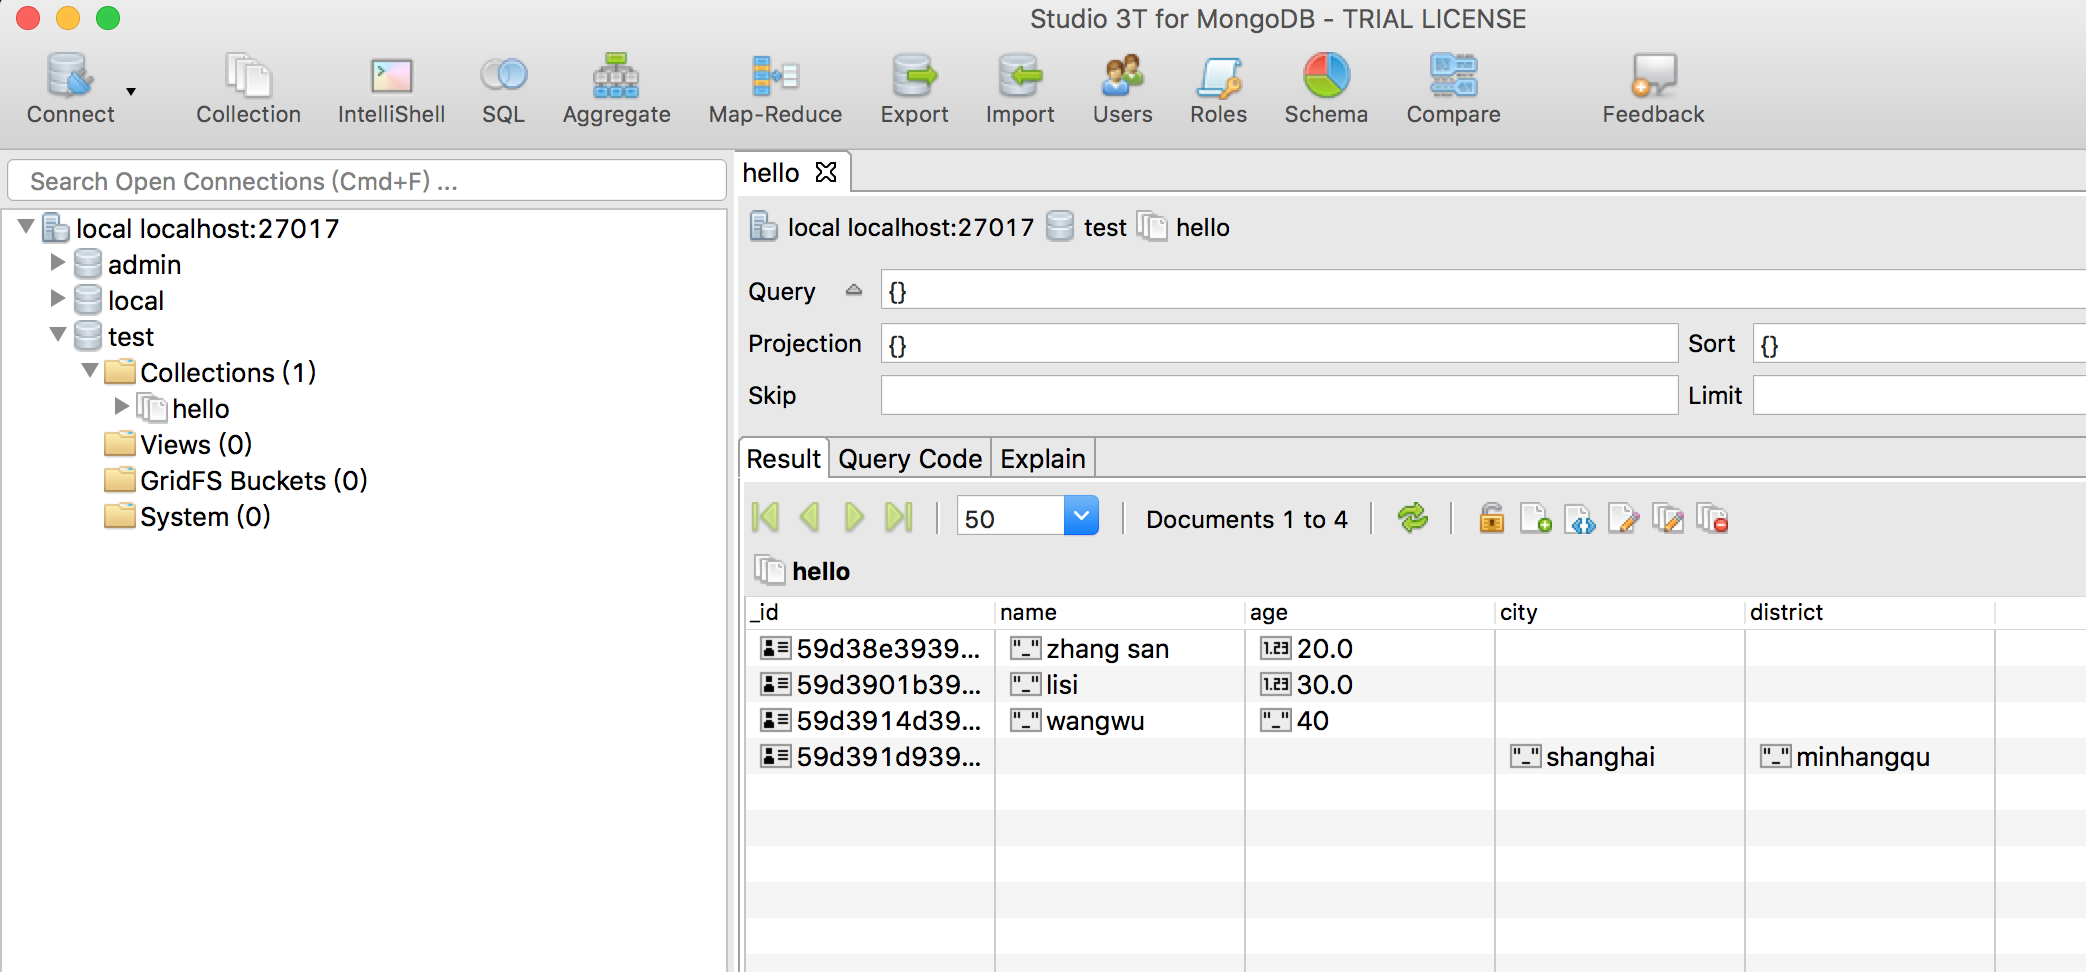 Studio 3T for MongoDB - TRIAL LICENSE
Connect Collection IntelliShell SQL Aggregate Map-Reduce Export Import Users Roles Schema Compare Feedback
Search Open Connections (Cmd+F) ...
local localhost:27017
admin
local
test
Collections (1)
hello
Views (0)
GridFS Buckets (0)
System (0)
hello
local localhost:27017 test hello
Query {}
Projection {} Sort {}
Skip Limit
Result Query Code Explain
50 Documents 1 to 4
hello
_id name age city district
59d38e3939... "_" zhang san 1.23 20.0
59d3901b39... "_" lisi 1.23 30.0
59d3914d39... "_" wangwu "_" 40
59d391d939... "_" shanghai "_" minhangqu